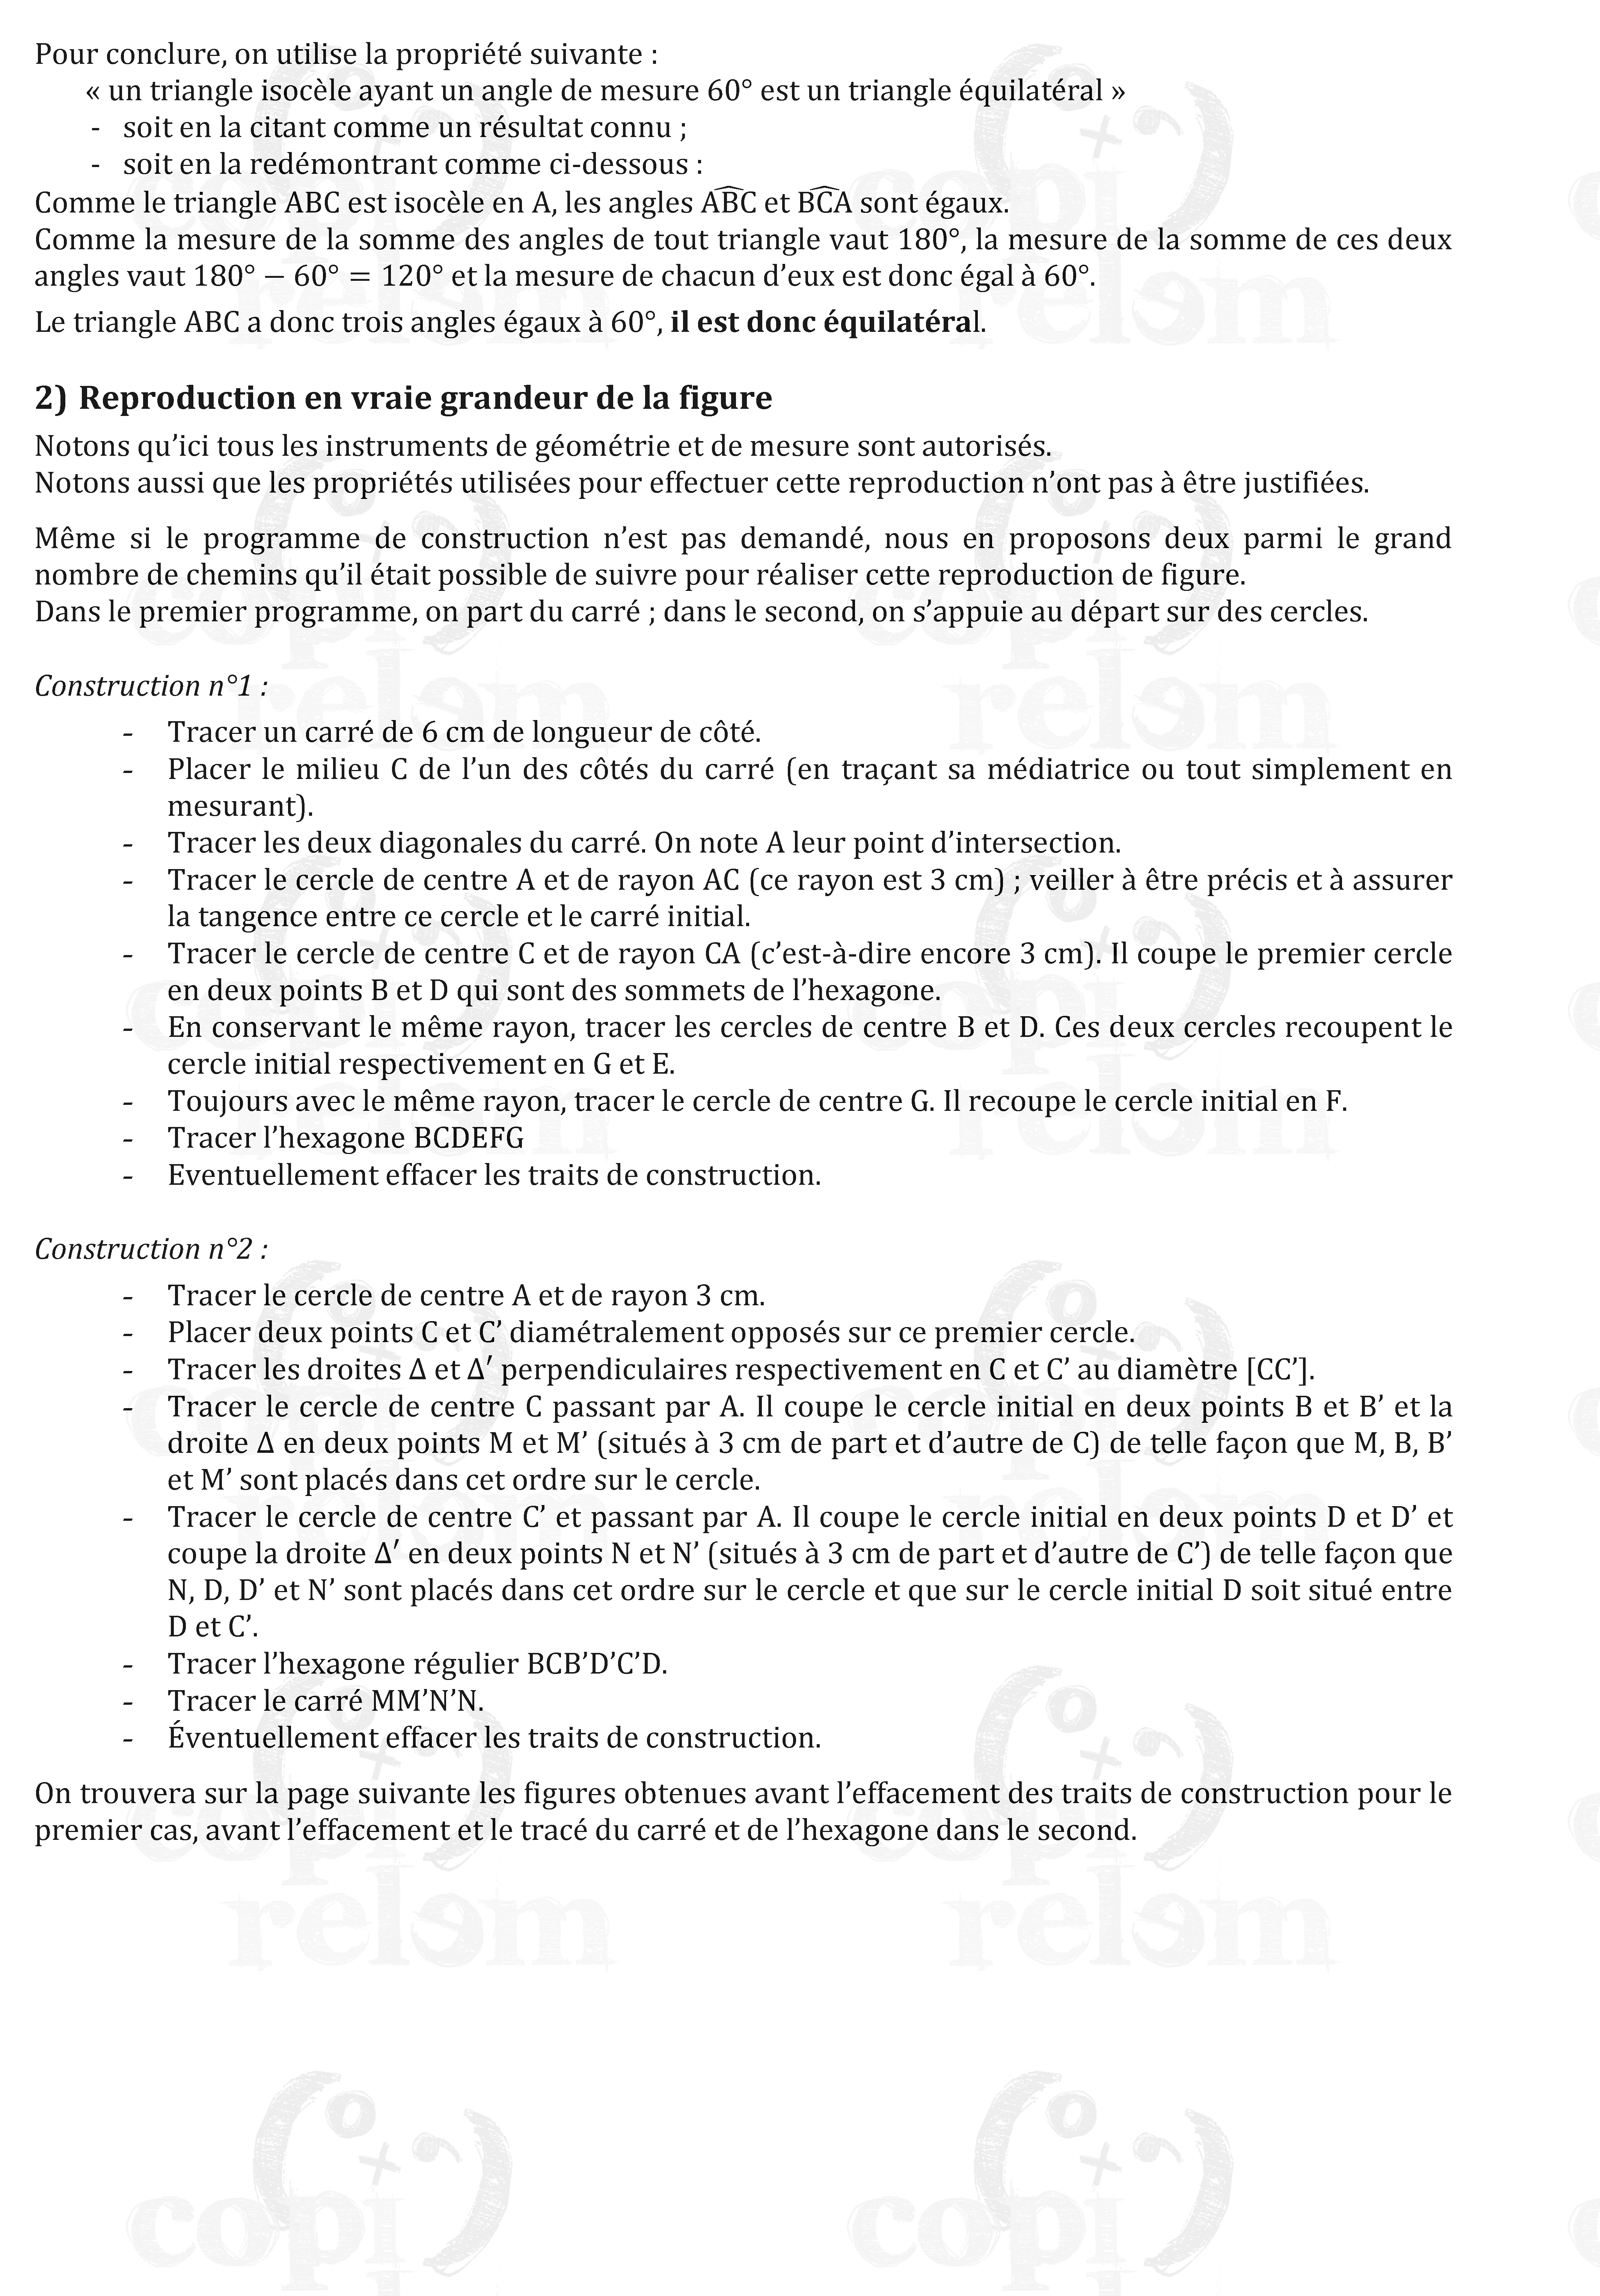 Pour conclure, on utilise la propriété suivante :
« un triangle isocèle ayant un angle de mesure 60° est un triangle équilatéral »
- soit en la citant comme un résultat connu ;
- soit en la redémontrant comme ci-dessous :
Comme le triangle ABC est isocèle en A, les angles A͡BC et B͡CA sont égaux.
Comme la mesure de la somme des angles de tout triangle vaut 180°, la mesure de la somme de ces deux
angles vaut 180° − 60° = 120° et la mesure de chacun d’eux est donc égal à 60°.
Le triangle ABC a donc trois angles égaux à 60°, il est donc équilatéral.
2) Reproduction en vraie grandeur de la figure
Notons qu’ici tous les instruments de géométrie et de mesure sont autorisés.
Notons aussi que les propriétés utilisées pour effectuer cette reproduction n’ont pas à être justifiées.
Même si le programme de construction n’est pas demandé, nous en proposons deux parmi le grand
nombre de chemins qu’il était possible de suivre pour réaliser cette reproduction de figure.
Dans le premier programme, on part du carré ; dans le second, on s’appuie au départ sur des cercles.
Construction n°1 :
- Tracer un carré de 6 cm de longueur de côté.
- Placer le milieu C de l’un des côtés du carré (en traçant sa médiatrice ou tout simplement en
mesurant).
- Tracer les deux diagonales du carré. On note A leur point d’intersection.
- Tracer le cercle de centre A et de rayon AC (ce rayon est 3 cm) ; veiller à être précis et à assurer
la tangence entre ce cercle et le carré initial.
- Tracer le cercle de centre C et de rayon CA (c’est-à-dire encore 3 cm). Il coupe le premier cercle
en deux points B et D qui sont des sommets de l’hexagone.
- En conservant le même rayon, tracer les cercles de centre B et D. Ces deux cercles recoupent le
cercle initial respectivement en G et E.
- Toujours avec le même rayon, tracer le cercle de centre G. Il recoupe le cercle initial en F.
- Tracer l’hexagone BCDEFG
- Eventuellement effacer les traits de construction.
Construction n°2 :
- Tracer le cercle de centre A et de rayon 3 cm.
- Placer deux points C et C’ diamétralement opposés sur ce premier cercle.
- Tracer les droites Δ et Δ′ perpendiculaires respectivement en C et C’ au diamètre [CC’].
- Tracer le cercle de centre C passant par A. Il coupe le cercle initial en deux points B et B’ et la
droite Δ en deux points M et M’ (situés à 3 cm de part et d’autre de C) de telle façon que M, B, B’
et M’ sont placés dans cet ordre sur le cercle.
- Tracer le cercle de centre C’ et passant par A. Il coupe le cercle initial en deux points D et D’ et
coupe la droite Δ′ en deux points N et N’ (situés à 3 cm de part et d’autre de C’) de telle façon que
N, D, D’ et N’ sont placés dans cet ordre sur le cercle et que sur le cercle initial D soit situé entre
D et C’.
- Tracer l’hexagone régulier BCB’D’C’D.
- Tracer le carré MM’N’N.
- Éventuellement effacer les traits de construction.
On trouvera sur la page suivante les figures obtenues avant l’effacement des traits de construction pour le
premier cas, avant l’effacement et le tracé du carré et de l’hexagone dans le second.